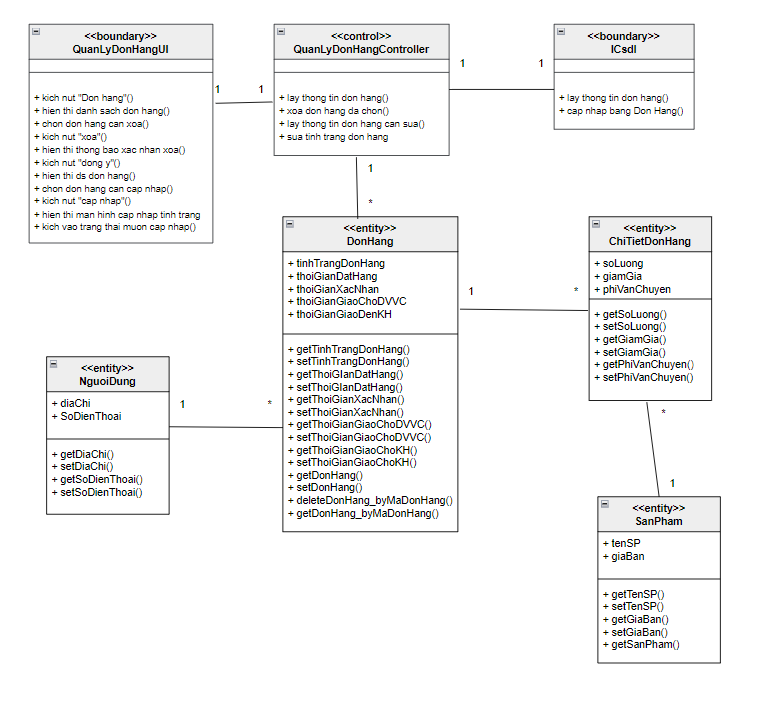 <<boundary>>
QuanLyDonHangUI
+ kich nut "Don hang"()
+ hien thi danh sach don hang()
+ chon don hang can xoa()
+ kich nut "xoa"()
+ hien thi thong bao xac nhan xoa()
+ kich nut "dong y"()
+ hien thi ds don hang()
+ chon don hang can cap nhap()
+ kich nut "cap nhap"()
+ hien thi man hinh cap nhap tinh trang
+ kich vao trang thai muon cap nhap()
1
1
<<control>>
QuanLyDonHangController
+ lay thong tin don hang()
+ xoa don hang da chon()
+ lay thong tin don hang can sua()
+ sua tinh trang don hang
1
1
<<boundary>>
ICsdl
+ lay thong tin don hang()
+ cap nhap bang Don Hang()
1
*
<<entity>>
DonHang
+ tinhTrangDonHang
+ thoiGianDatHang
+ thoiGianXacNhan
+ thoiGianGiaoChoDVVC
+ thoiGianGiaoDenKH
+ getTinhTrangDonHang()
+ setTinhTrangDonHang()
+ getThoiGIanDatHang()
+ setThoiGIanDatHang()
+ getThoiGianXacNhan()
+ setThoiGianXacNhan()
+ getThoiGianGiaoChoDVVC()
+ setThoiGianGiaoChoDVVC()
+ getThoiGianGiaoChoKH()
+ setThoiGianGiaoChoKH()
+ getDonHang()
+ setDonHang()
+ deleteDonHang_byMaDonHang()
+ getDonHang_byMaDonHang()
1
*
<<entity>>
ChiTietDonHang
+ soLuong
+ giamGia
+ phiVanChuyen
+ getSoLuong()
+ setSoLuong()
+ getGiamGia()
+ setGiamGia()
+ getPhiVanChuyen()
+ setPhiVanChuyen()
<<entity>>
NguoiDung
+ diaChi
+ SoDienThoai
+ getDiaChi()
+ setDiaChi()
+ getSoDienThoai()
+ setSoDienThoai()
1
*
*
1
<<entity>>
SanPham
+ tenSP
+ giaBan
+ getTenSP()
+ setTenSP()
+ getGiaBan()
+ setGiaBan()
+ getSanPham()